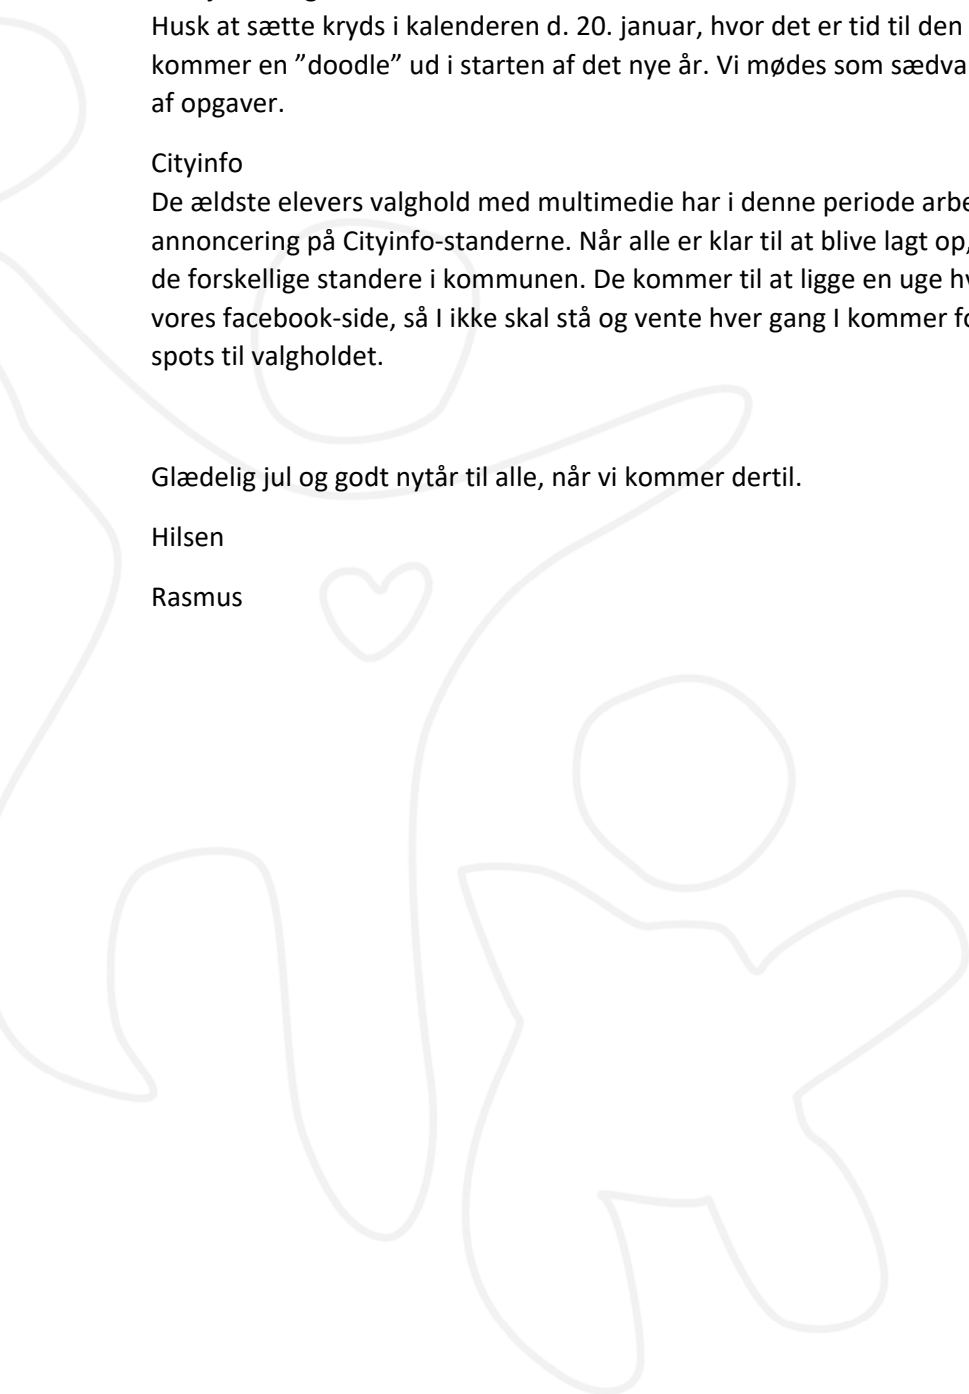 Husk at sætte kryds i kalenderen d. 20. januar, hvor det er tid til den
kommer en ”doodle” ud i starten af det nye år. Vi mødes som sædva
af opgaver.
Cityinfo
De ældste elevers valghold med multimedie har i denne periode arbe
annoncering på Cityinfo-standerne. Når alle er klar til at blive lagt op,
de forskellige standere i kommunen. De kommer til at ligge en uge hv
vores facebook-side, så I ikke skal stå og vente hver gang I kommer fo
spots til valgholdet.
Glædelig jul og godt nytår til alle, når vi kommer dertil.
Hilsen
Rasmus